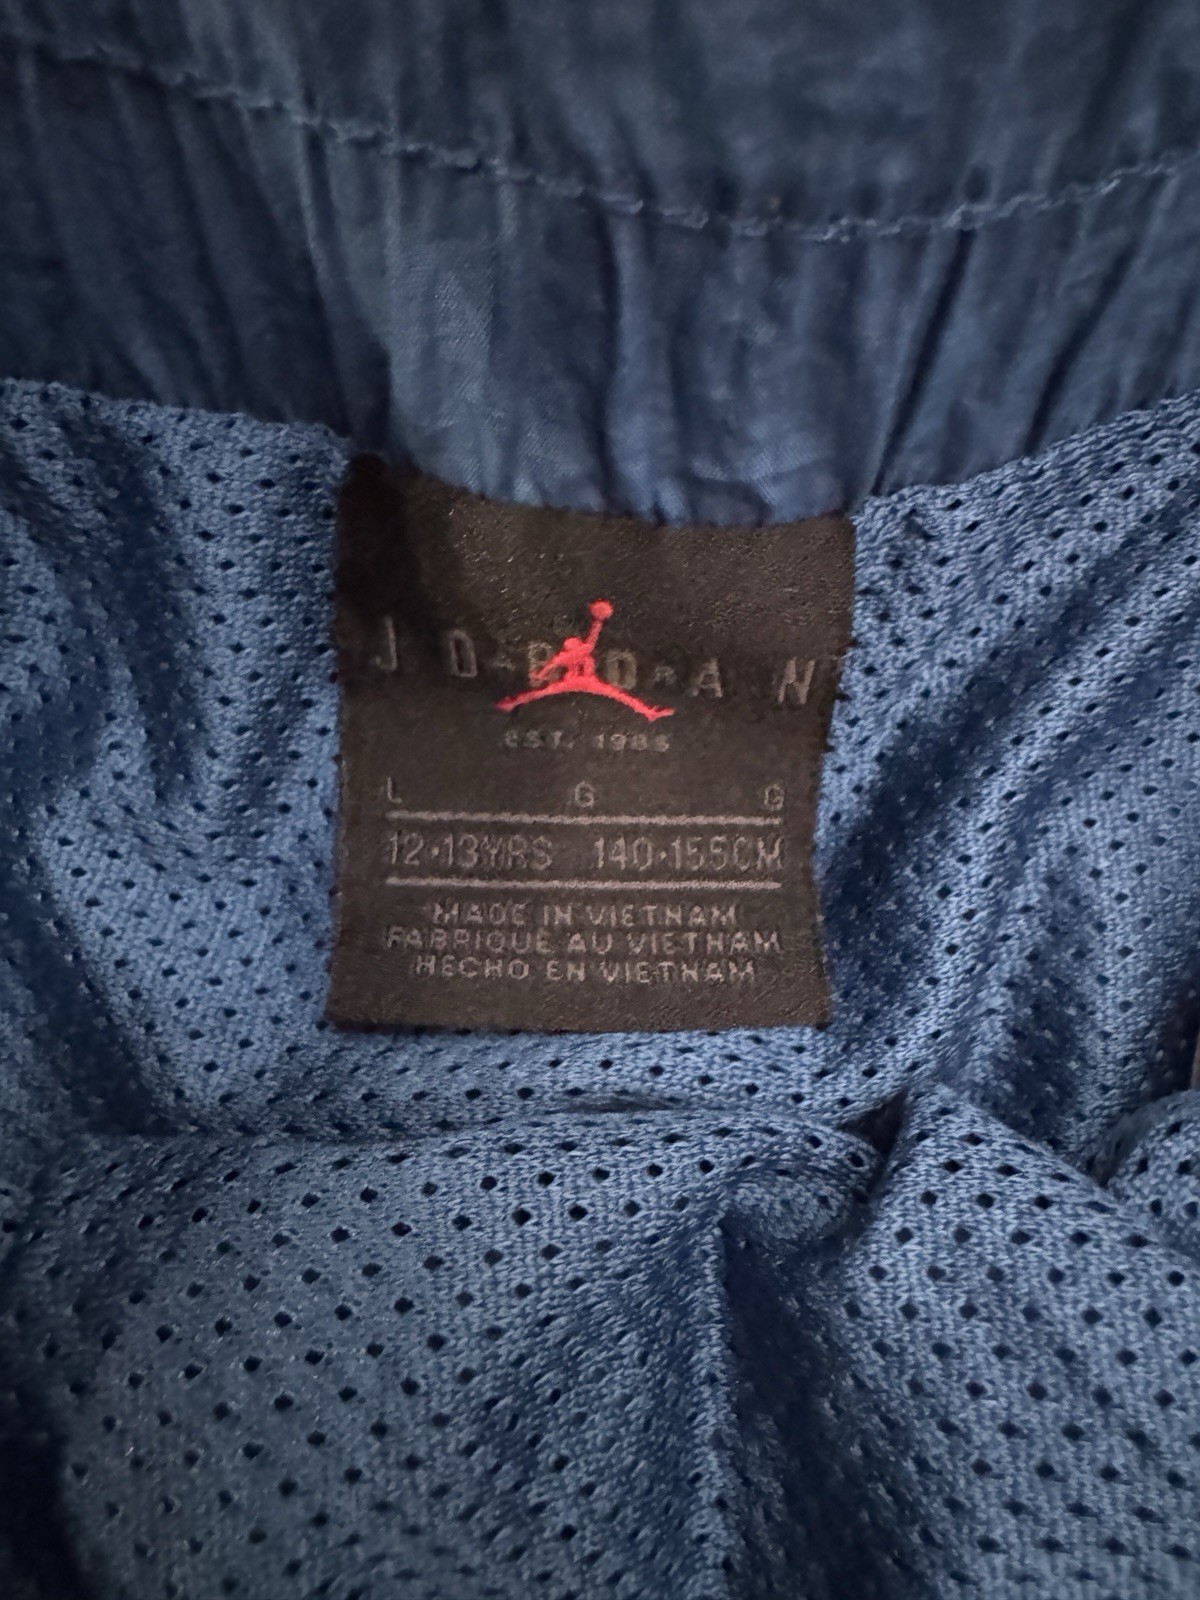 JORDAN
EST. 1985
L G G
12-13YRS 140-155CM
MADE IN VIETNAM
FABRIQUE AU VIETNAM
HECHO EN VIETNAM